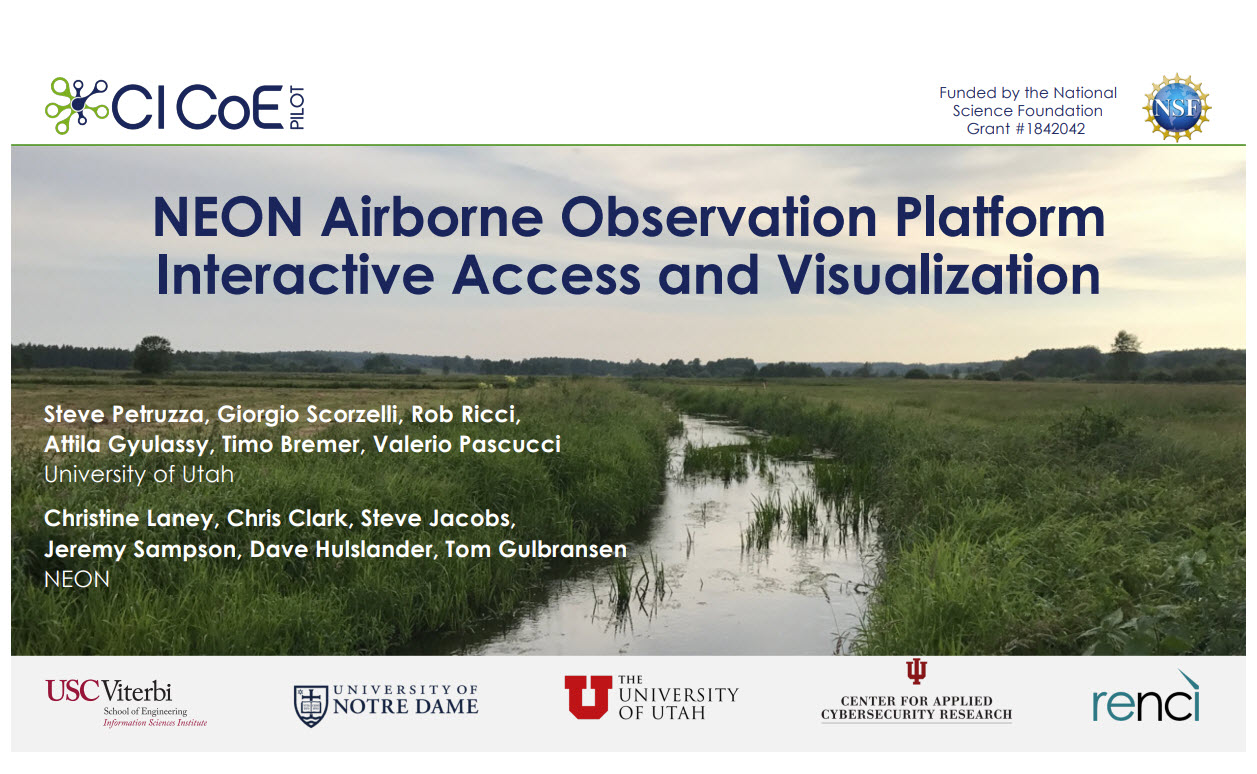 CI CoE PILOT
Funded by the National
Science Foundation
Grant #1842042
NSF
NEON Airborne Observation Platform
Interactive Access and Visualization
Steve Petruzza, Giorgio Scorzelli, Rob Ricci,
Attila Gyulassy, Timo Bremer, Valerio Pascucci
University of Utah
Christine Laney, Chris Clark, Steve Jacobs,
Jeremy Sampson, Dave Hulslander, Tom Gulbransen
NEON
USC Viterbi
School of Engineering
Information Sciences Institute
UNIVERSITY OF
NOTRE DAME
U
THE
UNIVERSITY
OF UTAH
CENTER FOR APPLIED
CYBERSECURITY RESEARCH
renci